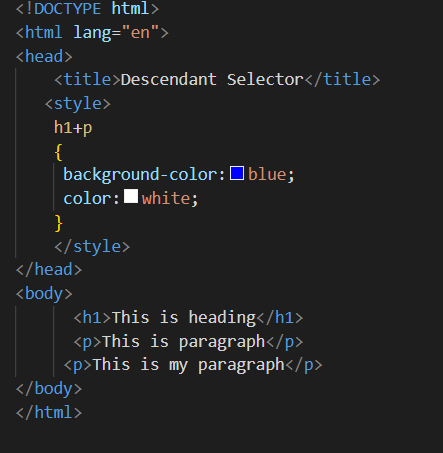 <!DOCTYPE html>
<html lang="en">
<head>
<title>Descendant Selector</title>
<style>
h1+p
{
background-color:blue;
color:white;
}
</style>
</head>
<body>
<h1>This is heading</h1>
<p>This is paragraph</p>
<p>This is my paragraph</p>
</body>
</html>